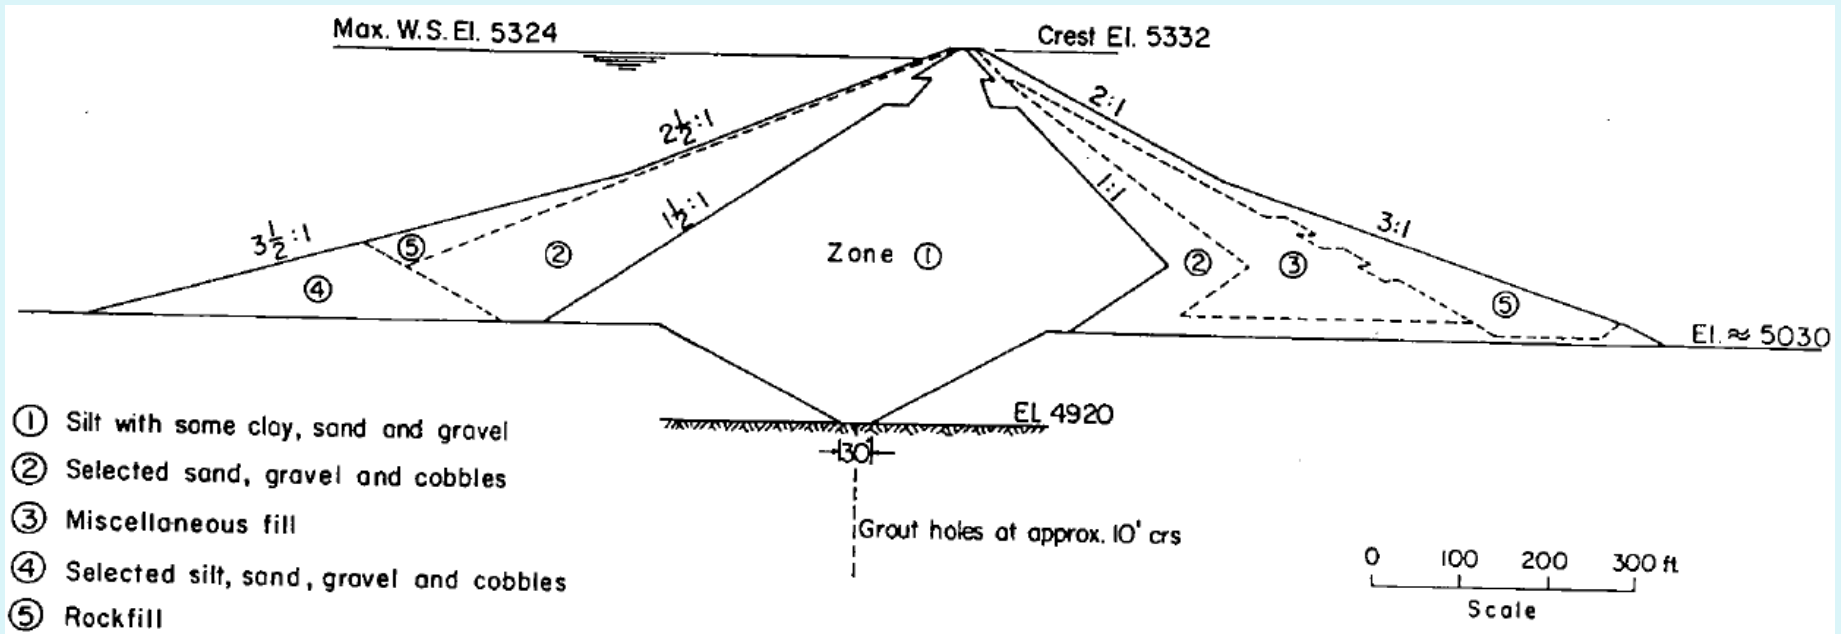 Max. W.S. El. 5324
Crest El. 5332
2:1
2½:1
1:1
1½:1
3½:1
3:1
⑤
②
Zone ①
②
③
④
⑤
El. ≈ 5030
El. 4920
30'
Grout holes at approx. 10' crs
① Silt with some clay, sand and gravel
② Selected sand, gravel and cobbles
③ Miscellaneous fill
④ Selected silt, sand, gravel and cobbles
⑤ Rockfill
0 100 200 300 ft
Scale